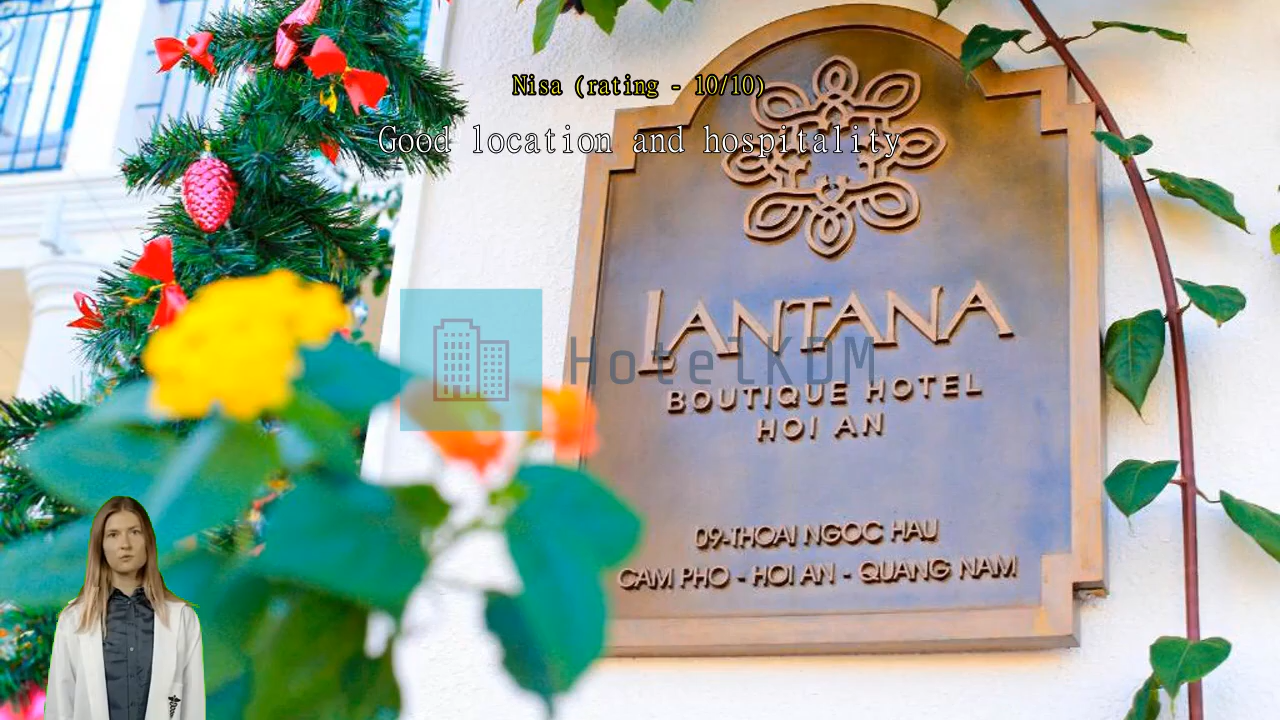 Nisa (rating - 10/10)
Good location and hospitality
LANTANA
HotelKDM
BOUTIQUE HOTEL
HOI AN
09-THOAI NGOC HAU
CAM PHO - HOI AN - QUANG NAM